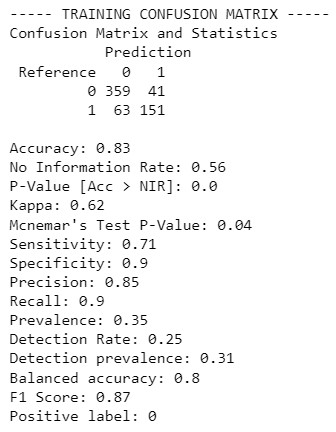 ----- TRAINING CONFUSION MATRIX -----
Confusion Matrix and Statistics
Prediction
Reference 0 1
0 359 41
1 63 151
Accuracy: 0.83
No Information Rate: 0.56
P-Value [Acc > NIR]: 0.0
Kappa: 0.62
Mcnemar's Test P-Value: 0.04
Sensitivity: 0.71
Specificity: 0.9
Precision: 0.85
Recall: 0.9
Prevalence: 0.35
Detection Rate: 0.25
Detection prevalence: 0.31
Balanced accuracy: 0.8
F1 Score: 0.87
Positive label: 0